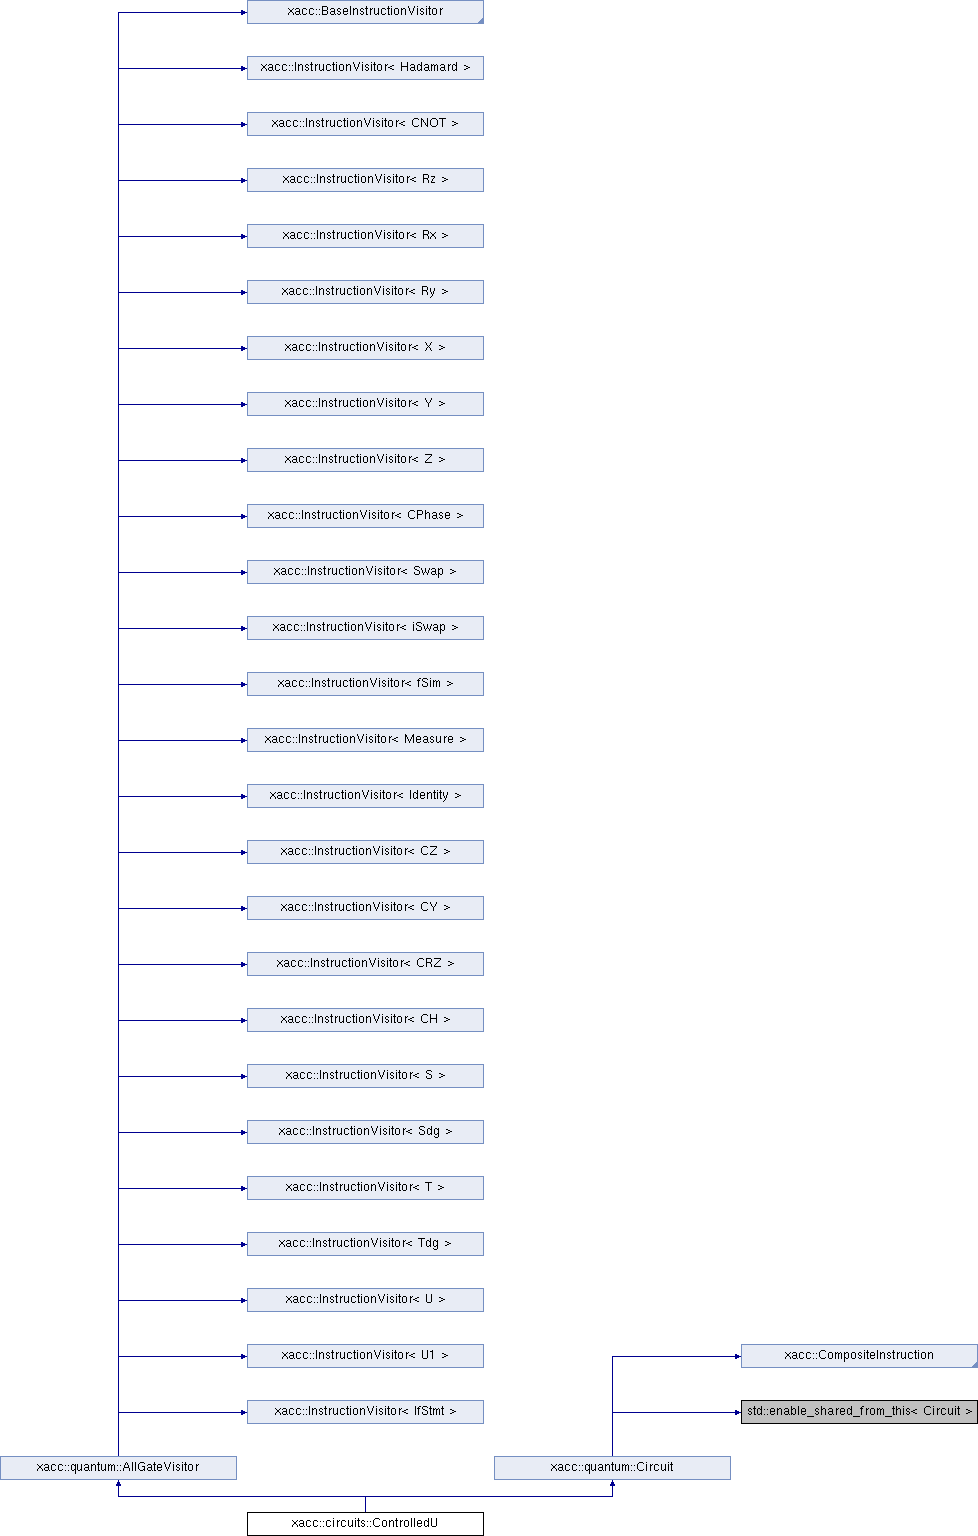 xacc::BaseInstructionVisitor
xacc::InstructionVisitor< Hadamard >
xacc::InstructionVisitor< CNOT >
xacc::InstructionVisitor< Rz >
xacc::InstructionVisitor< Rx >
xacc::InstructionVisitor< Ry >
xacc::InstructionVisitor< X >
xacc::InstructionVisitor< Y >
xacc::InstructionVisitor< Z >
xacc::InstructionVisitor< CPhase >
xacc::InstructionVisitor< Swap >
xacc::InstructionVisitor< iSwap >
xacc::InstructionVisitor< fSim >
xacc::InstructionVisitor< Measure >
xacc::InstructionVisitor< Identity >
xacc::InstructionVisitor< CZ >
xacc::InstructionVisitor< CY >
xacc::InstructionVisitor< CRZ >
xacc::InstructionVisitor< CH >
xacc::InstructionVisitor< S >
xacc::InstructionVisitor< Sdg >
xacc::InstructionVisitor< T >
xacc::InstructionVisitor< Tdg >
xacc::InstructionVisitor< U >
xacc::InstructionVisitor< U1 >
xacc::CompositeInstruction
xacc::InstructionVisitor< IfStmt >
std::enable_shared_from_this< Circuit >
xacc::quantum::AllGateVisitor
xacc::quantum::Circuit
xacc::circuits::ControlledU